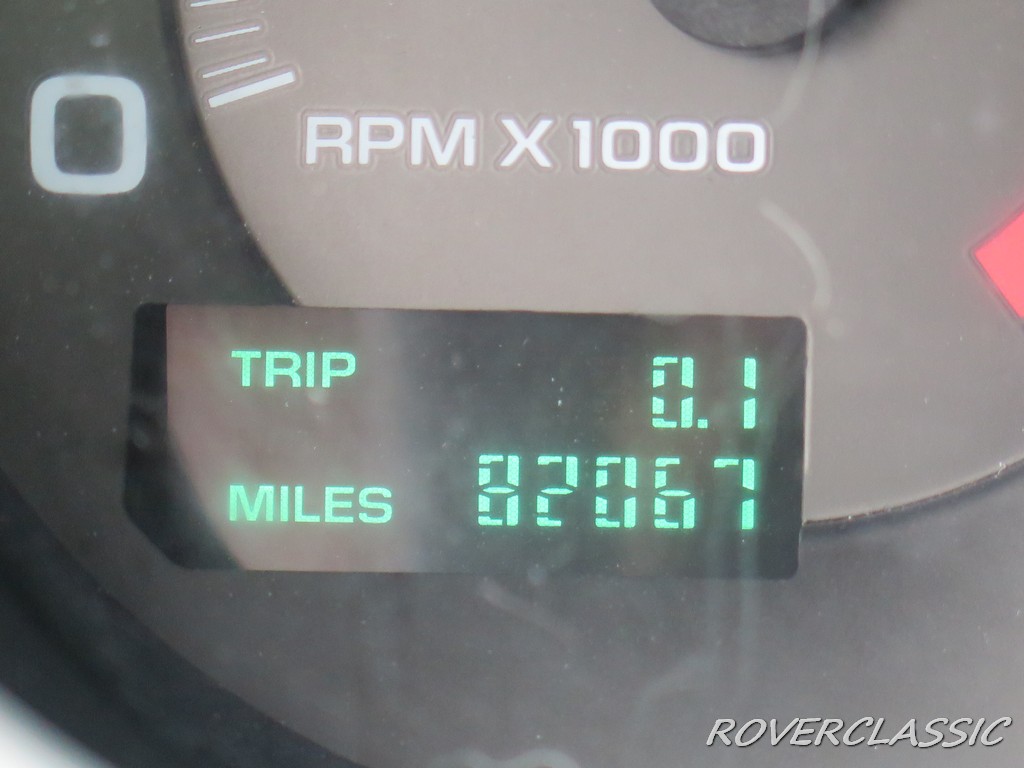 0
RPM X 1000
TRIP 0.1
MILES 82067
ROVERCLASSIC